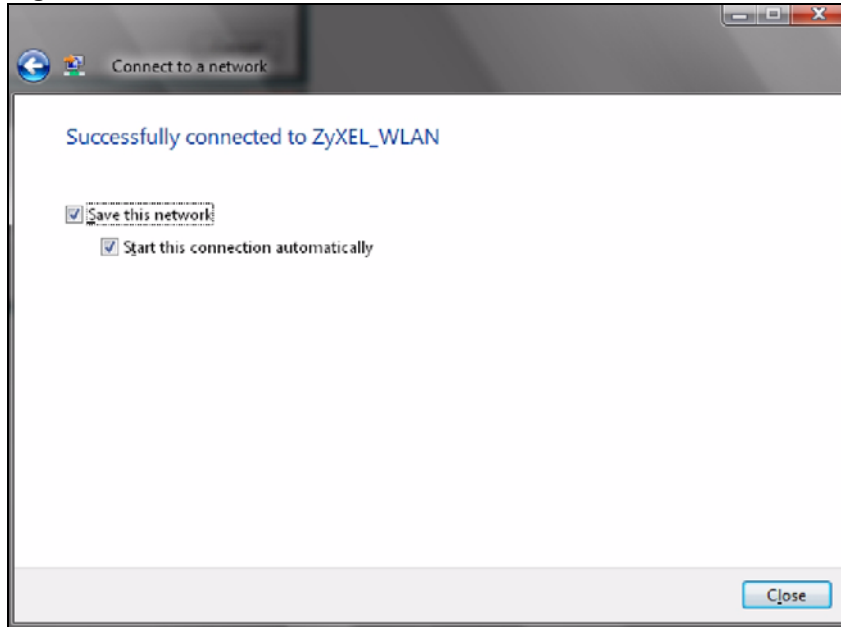 Connect to a network
Successfully connected to ZyXEL_WLAN
Save this network
Start this connection automatically
Close